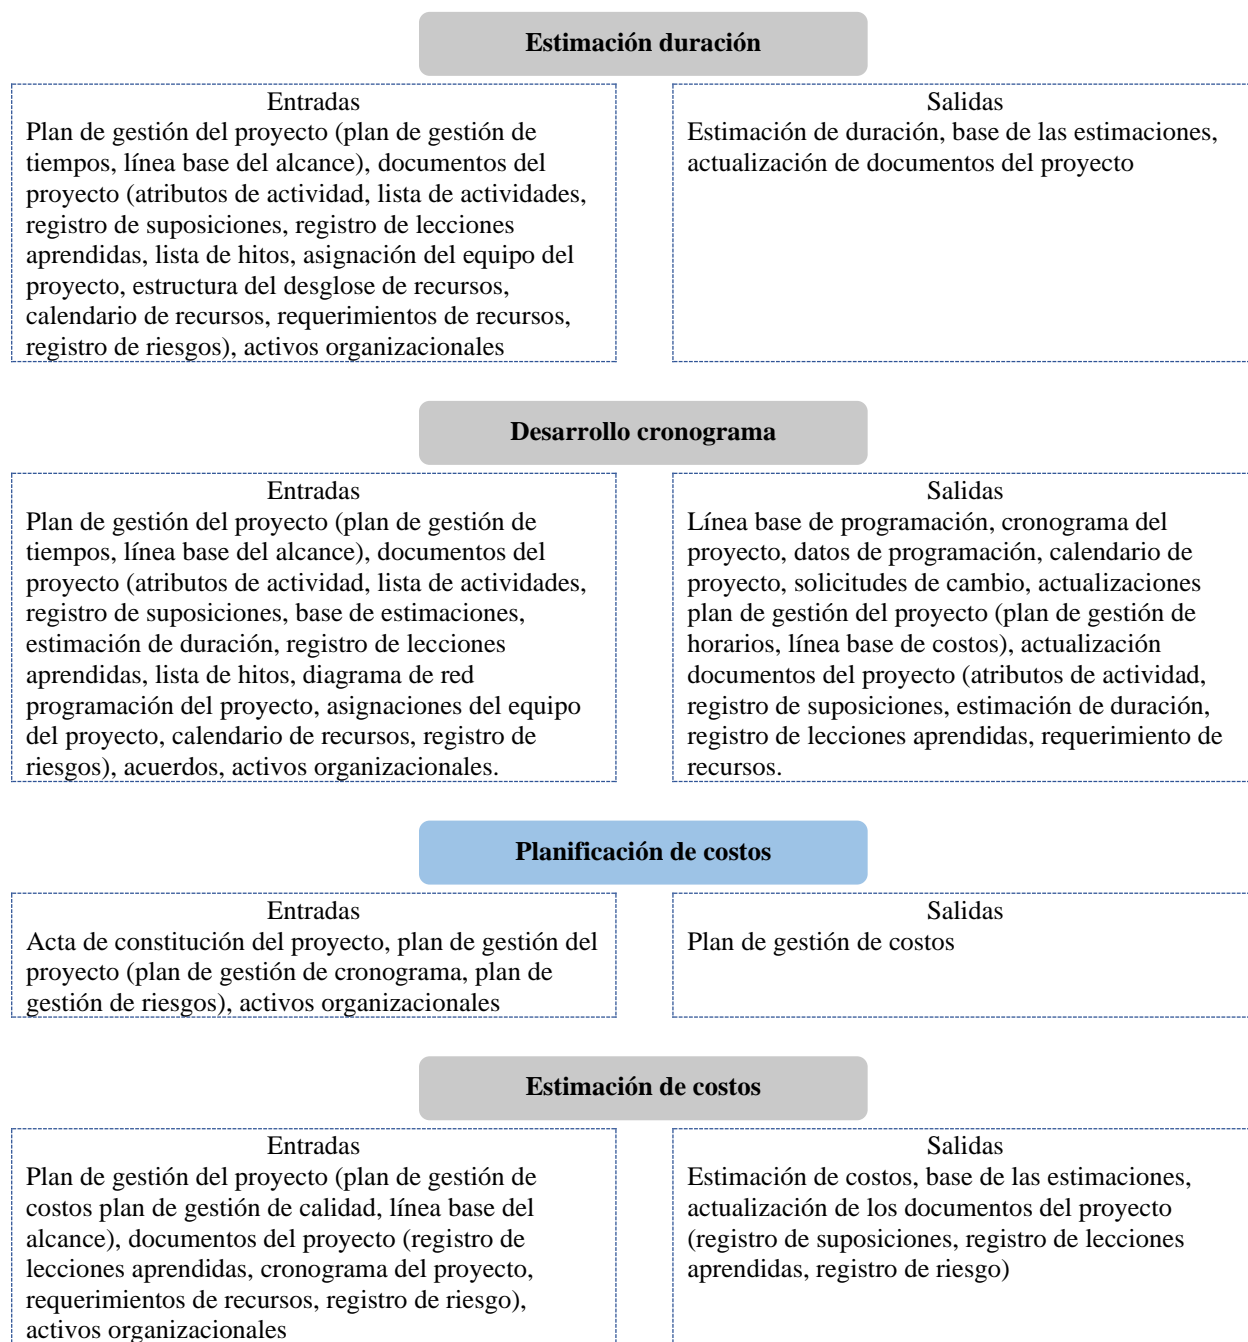 Estimación duración
Entradas
Plan de gestión del proyecto (plan de gestión de
tiempos, línea base del alcance), documentos del
proyecto (atributos de actividad, lista de actividades,
registro de suposiciones, registro de lecciones
aprendidas, lista de hitos, asignación del equipo del
proyecto, estructura del desglose de recursos,
calendario de recursos, requerimientos de recursos,
registro de riesgos), activos organizacionales
Salidas
Estimación de duración, base de las estimaciones,
actualización de documentos del proyecto
Desarrollo cronograma
Entradas
Plan de gestión del proyecto (plan de gestión de
tiempos, línea base del alcance), documentos del
proyecto (atributos de actividad, lista de actividades,
registro de suposiciones, base de estimaciones,
estimación de duración, registro de lecciones
aprendidas, lista de hitos, diagrama de red
programación del proyecto, asignaciones del equipo
del proyecto, calendario de recursos, registro de
riesgos), acuerdos, activos organizacionales.
Salidas
Línea base de programación, cronograma del
proyecto, datos de programación, calendario de
proyecto, solicitudes de cambio, actualizaciones
plan de gestión del proyecto (plan de gestión de
horarios, línea base de costos), actualización
documentos del proyecto (atributos de actividad,
registro de suposiciones, estimación de duración,
registro de lecciones aprendidas, requerimiento de
recursos.
Planificación de costos
Entradas
Acta de constitución del proyecto, plan de gestión del
proyecto (plan de gestión de cronograma, plan de
gestión de riesgos), activos organizacionales
Salidas
Plan de gestión de costos
Estimación de costos
Entradas
Plan de gestión del proyecto (plan de gestión de
costos plan de gestión de calidad, línea base del
alcance), documentos del proyecto (registro de
lecciones aprendidas, cronograma del proyecto,
requerimientos de recursos, registro de riesgo),
activos organizacionales
Salidas
Estimación de costos, base de las estimaciones,
actualización de los documentos del proyecto
(registro de suposiciones, registro de lecciones
aprendidas, registro de riesgo)